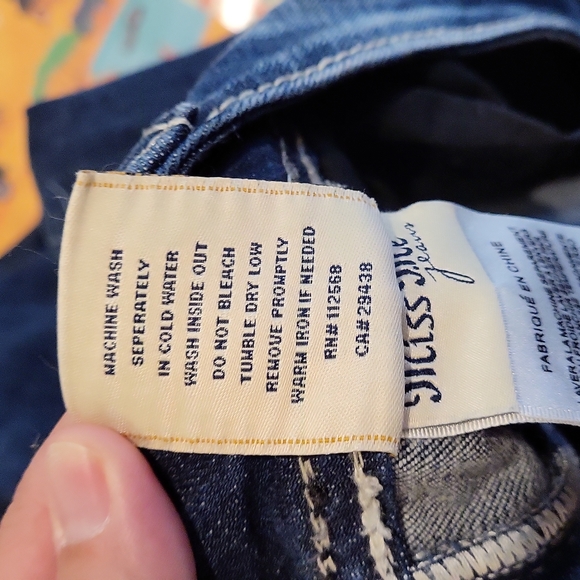 MACHINE WASH
SEPERATELY
IN COLD WATER
WASH INSIDE OUT
DO NOT BLEACH
TUMBLE DRY LOW
REMOVE PROMPTLY
WARM IRON IF NEEDED
RN# 112568
CA# 29438
jeans
FABRIQUÉ EN CHINE